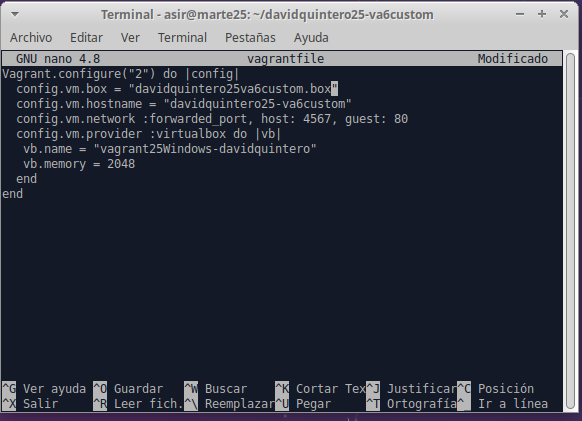 Terminal - asir@marte25: ~/davidquintero25-va6custom
Archivo Editar Ver Terminal Pestañas Ayuda
GNU nano 4.8 vagrantfile Modificado
Vagrant.configure("2") do |config|
  config.vm.box = "davidquintero25va6custom.box"
  config.vm.hostname = "davidquintero25-va6custom"
  config.vm.network :forwarded_port, host: 4567, guest: 80
  config.vm.provider :virtualbox do |vb|
   vb.name = "vagrant25Windows-davidquintero"
   vb.memory = 2048
  end
end
^G Ver ayuda ^O Guardar ^W Buscar ^K Cortar Tex ^J Justificar ^C Posición
^X Salir ^R Leer fich. ^\ Reemplazar ^U Pegar ^T Ortografía ^_ Ir a línea